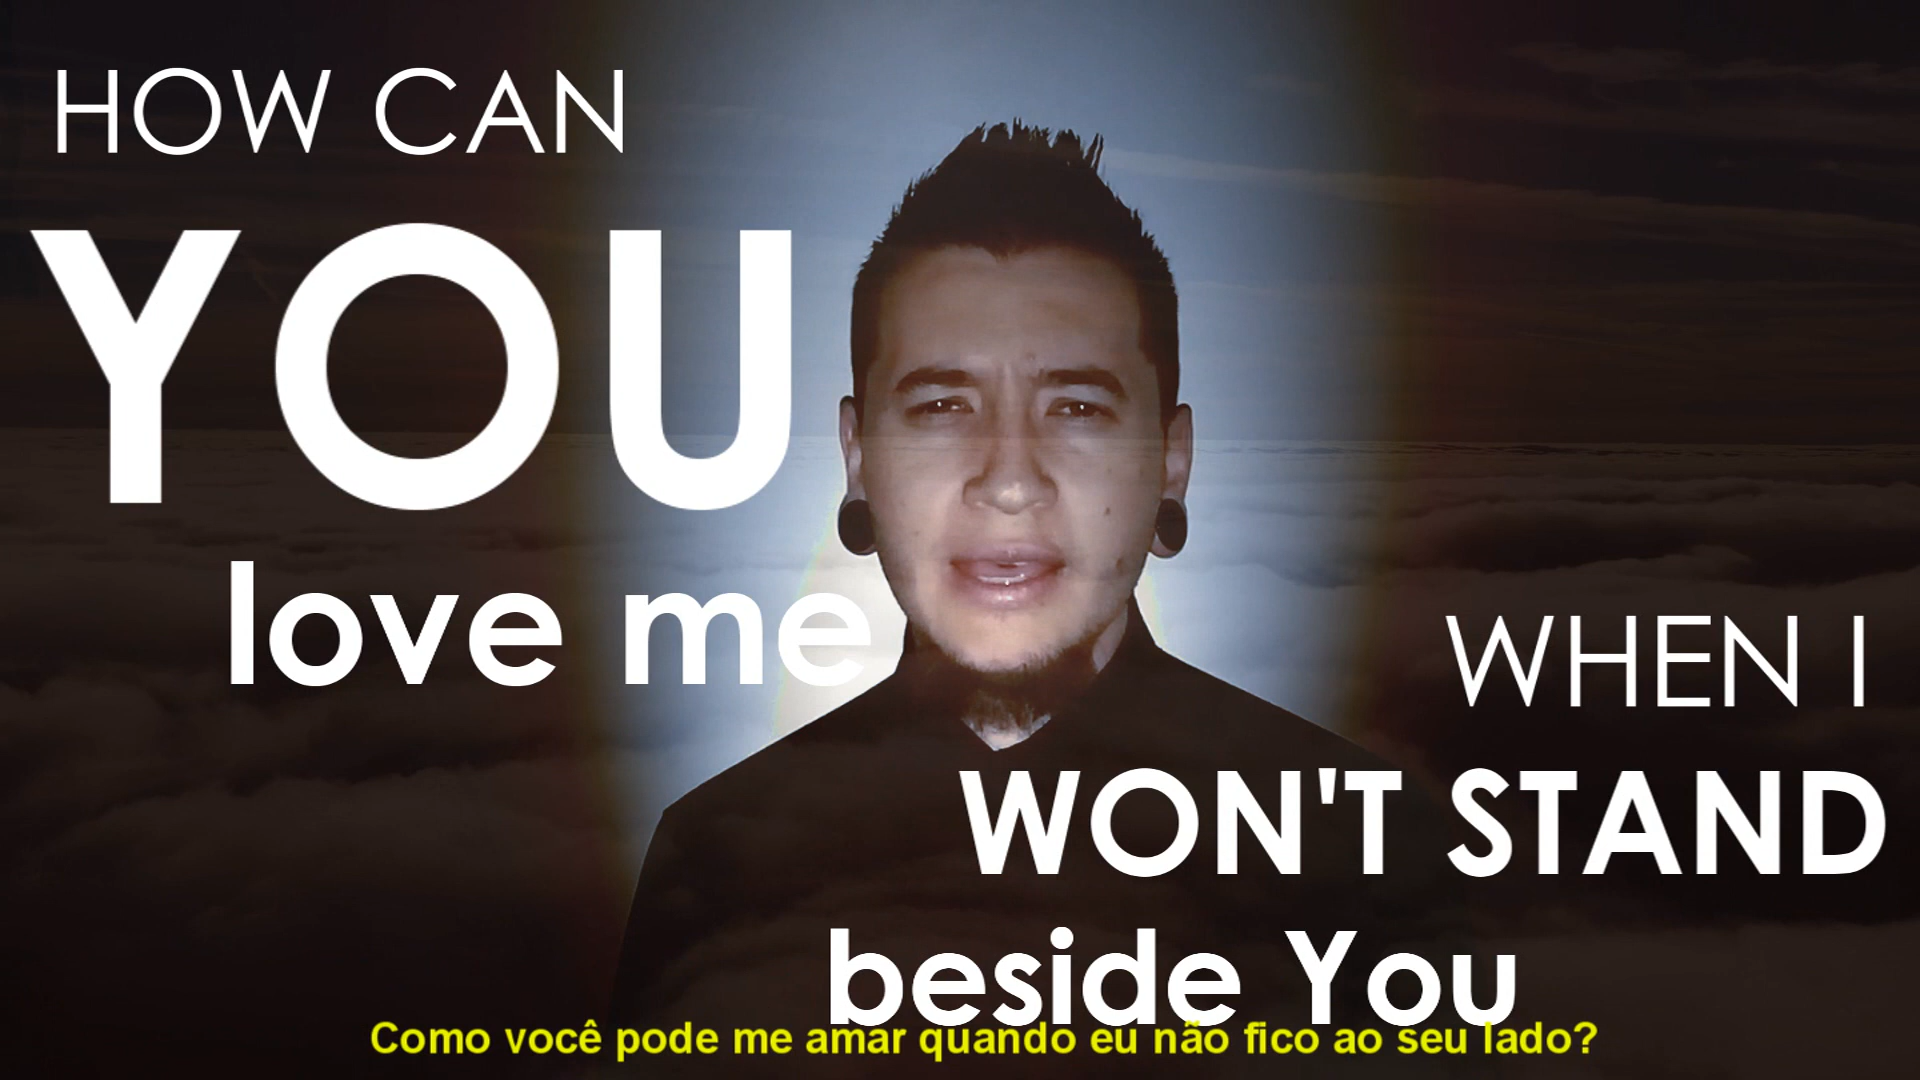 HOW CAN
YOU
love me
WHEN I
WON'T STAND
beside You
Como você pode me amar quando eu não fico ao seu lado?